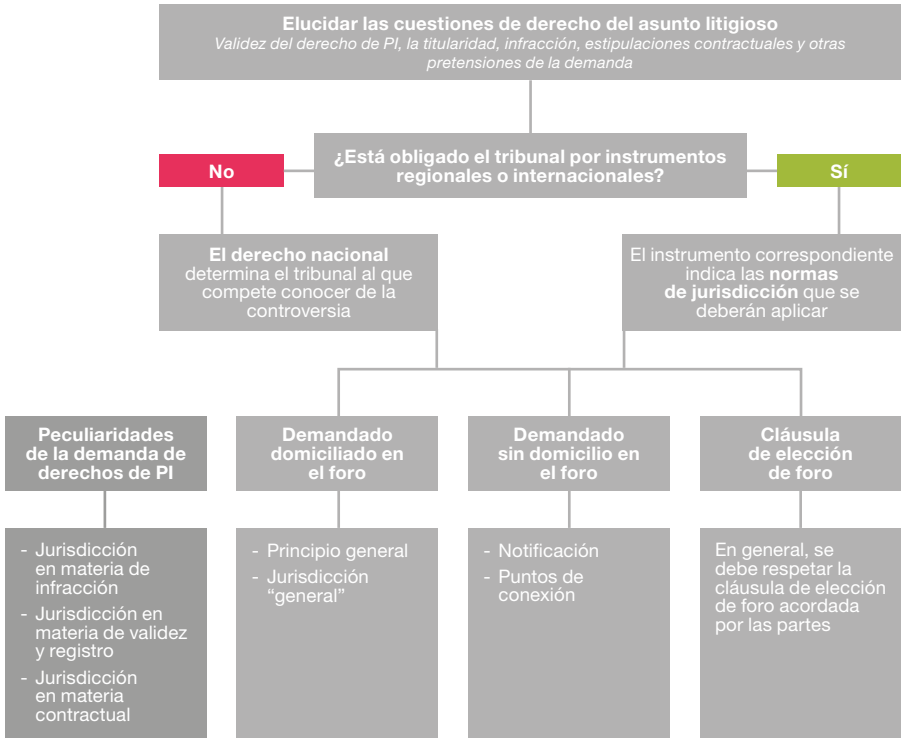 Elucidar las cuestiones de derecho del asunto litigioso
Validez del derecho de PI, la titularidad, infracción, estipulaciones contractuales y otras
pretensiones de la demanda
¿Está obligado el tribunal por instrumentos
regionales o internacionales?
No
Sí
El derecho nacional
determina el tribunal al que
compete conocer de la
controversia
El instrumento correspondiente
indica las normas
de jurisdicción que se
deberán aplicar
Peculiaridades
de la demanda de
derechos de PI
- Jurisdicción
en materia de
infracción
- Jurisdicción en
materia de validez
y registro
- Jurisdicción
en materia
contractual
Demandado
domiciliado en
el foro
- Principio general
- Jurisdicción
“general”
Demandado
sin domicilio en
el foro
- Notificación
- Puntos de
conexión
Cláusula
de elección
de foro
En general, se
debe respetar la
cláusula de elección
de foro acordada
por las partes